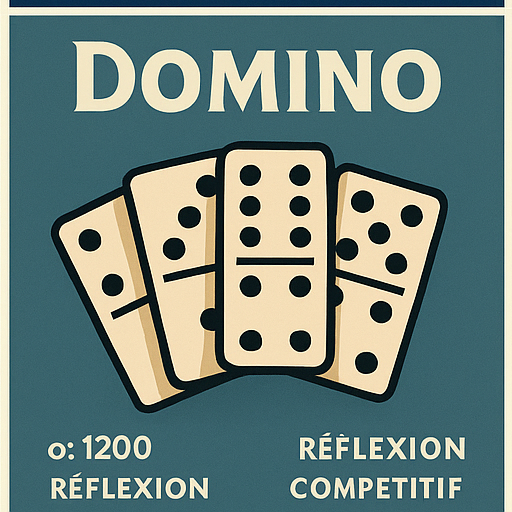 DOMINO
o: 1200
RÉFLEXION
RÉFLEXION
COMPETITIF